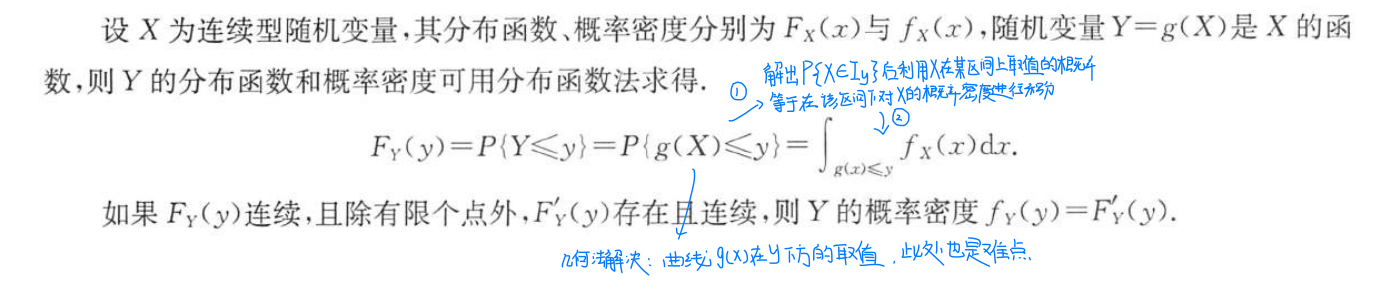 设 X 为连续型随机变量,其分布函数、概率密度分别为 F_X(x)与 f_X(x),随机变量 Y=g(X)是 X 的函
数,则 Y 的分布函数和概率密度可用分布函数法求得.
① 解出P{X∈I_y}后利用X在某区间上取值的概率
等于在该区间下对X的概率密度进行积分
②
F_Y(y)=P{Y⩽y}=P{g(X)⩽y}=∫_{g(x)⩽y} f_X(x)dx.
如果 F_Y(y)连续,且除有限个点外,F′_Y(y)存在且连续,则 Y 的概率密度 f_Y(y)=F′_Y(y).
几何法解决:曲线g(x)在y下方的取值,此处也是难点.